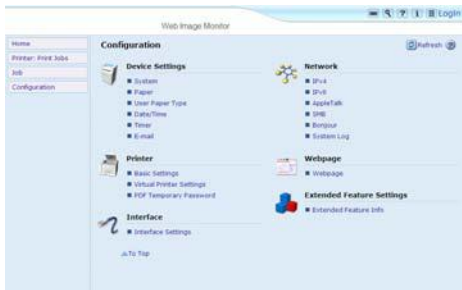 Login
Web Image Monitor
Home
Printer: Print Jobs
Job
Configuration
Configuration
Refresh
Device Settings
System
Paper
User Paper Type
Date/Time
Timer
E-mail
Network
IPv4
IPv6
AppleTalk
SMB
Bonjour
System Log
Printer
Basic Settings
Virtual Printer Settings
PDF Temporary Password
Webpage
Webpage
Interface
Interface Settings
Extended Feature Settings
Extended Feature Info
To Top